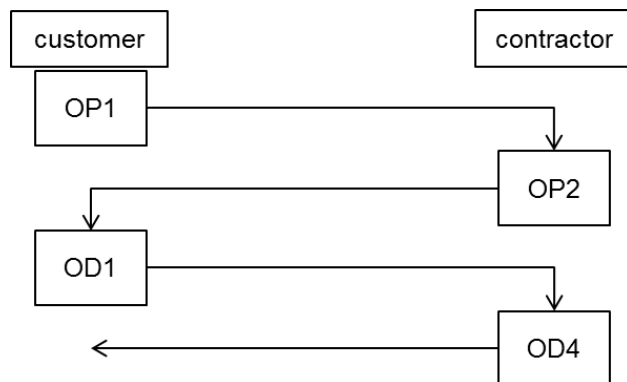 customer
contractor
OP1
OP2
OD1
OD4